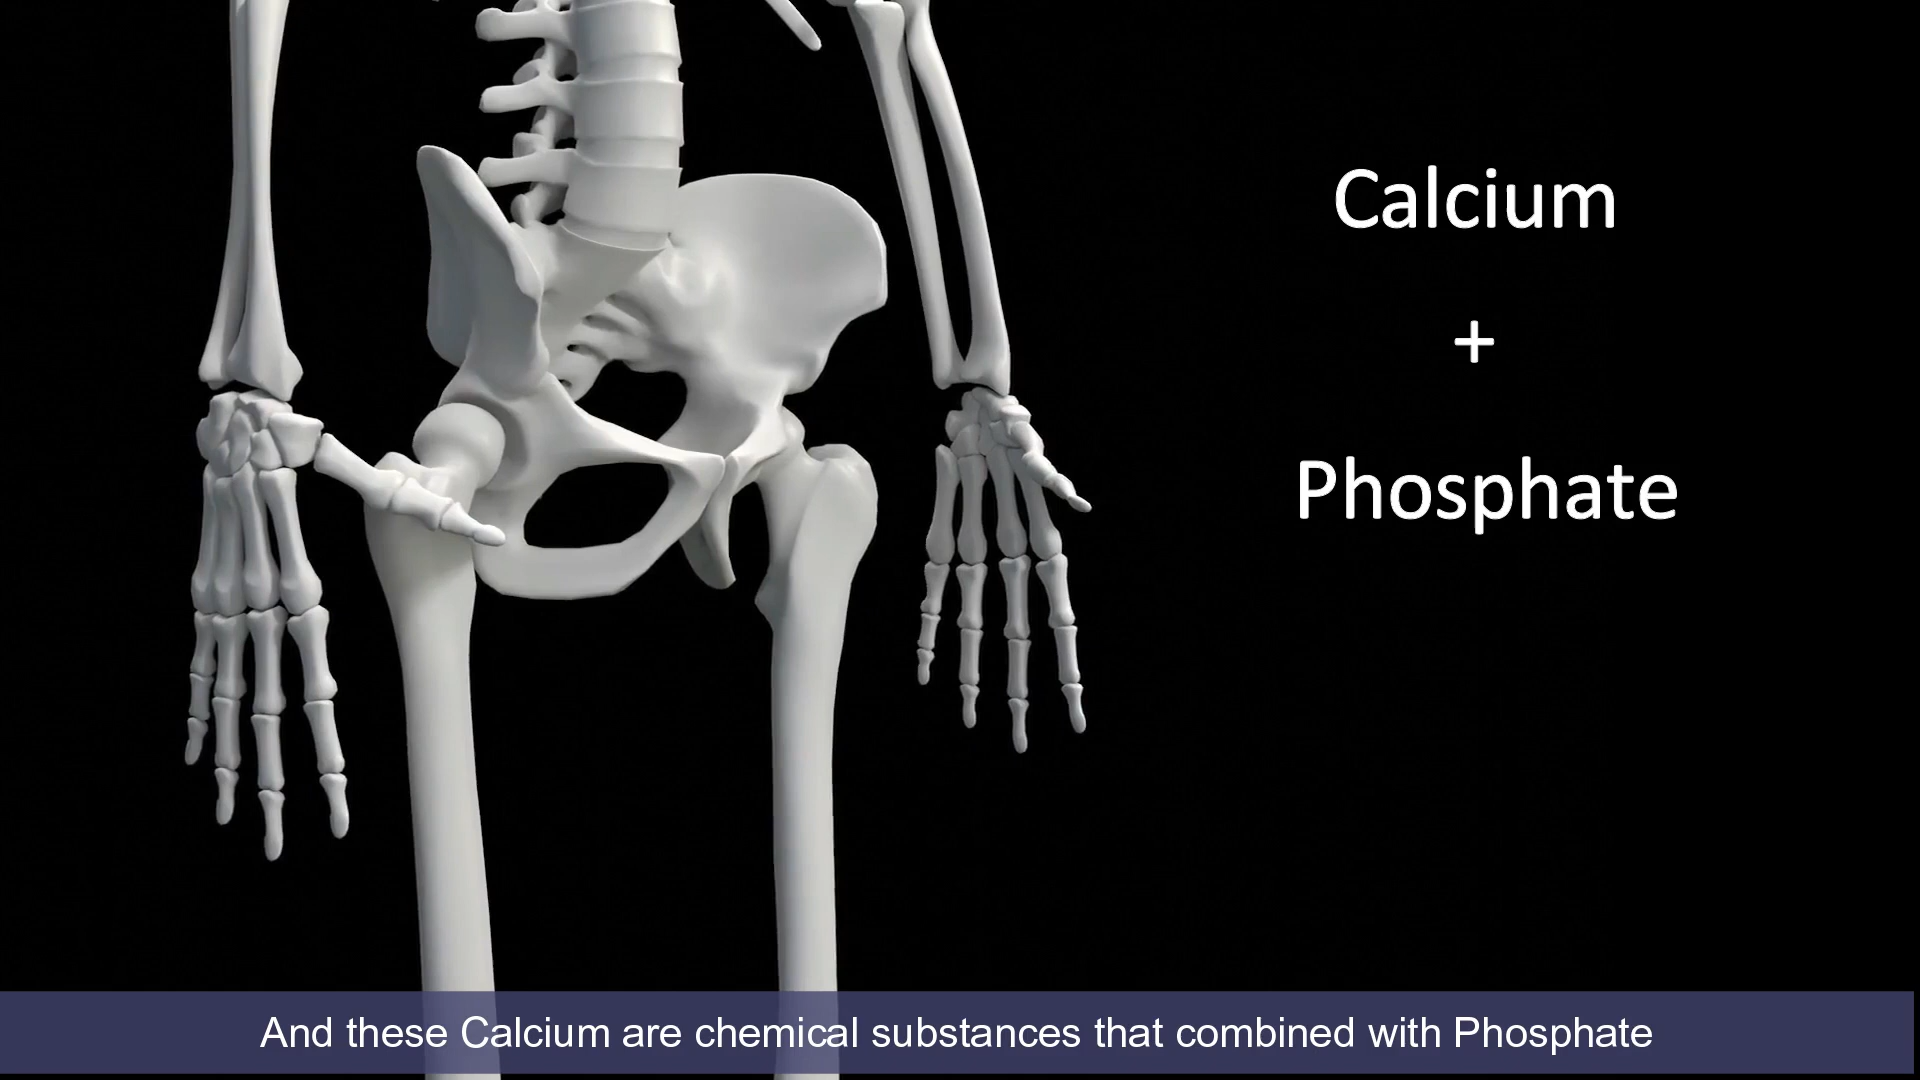 Calcium
+
Phosphate
And these Calcium are chemical substances that combined with Phosphate